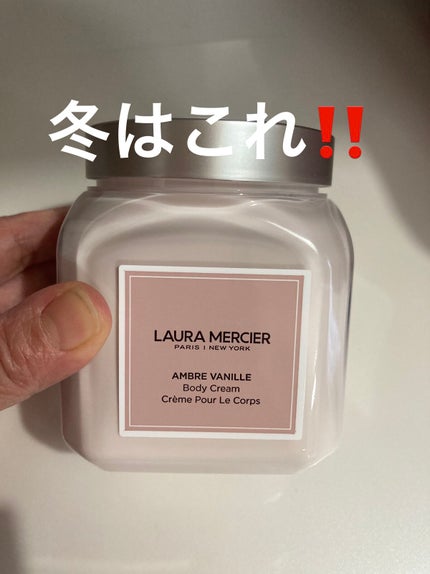 冬はこれ‼️
LAURA MERCIER
PARIS | NEW YORK
AMBRE VANILLE
Body Cream
Crème Pour Le Corps